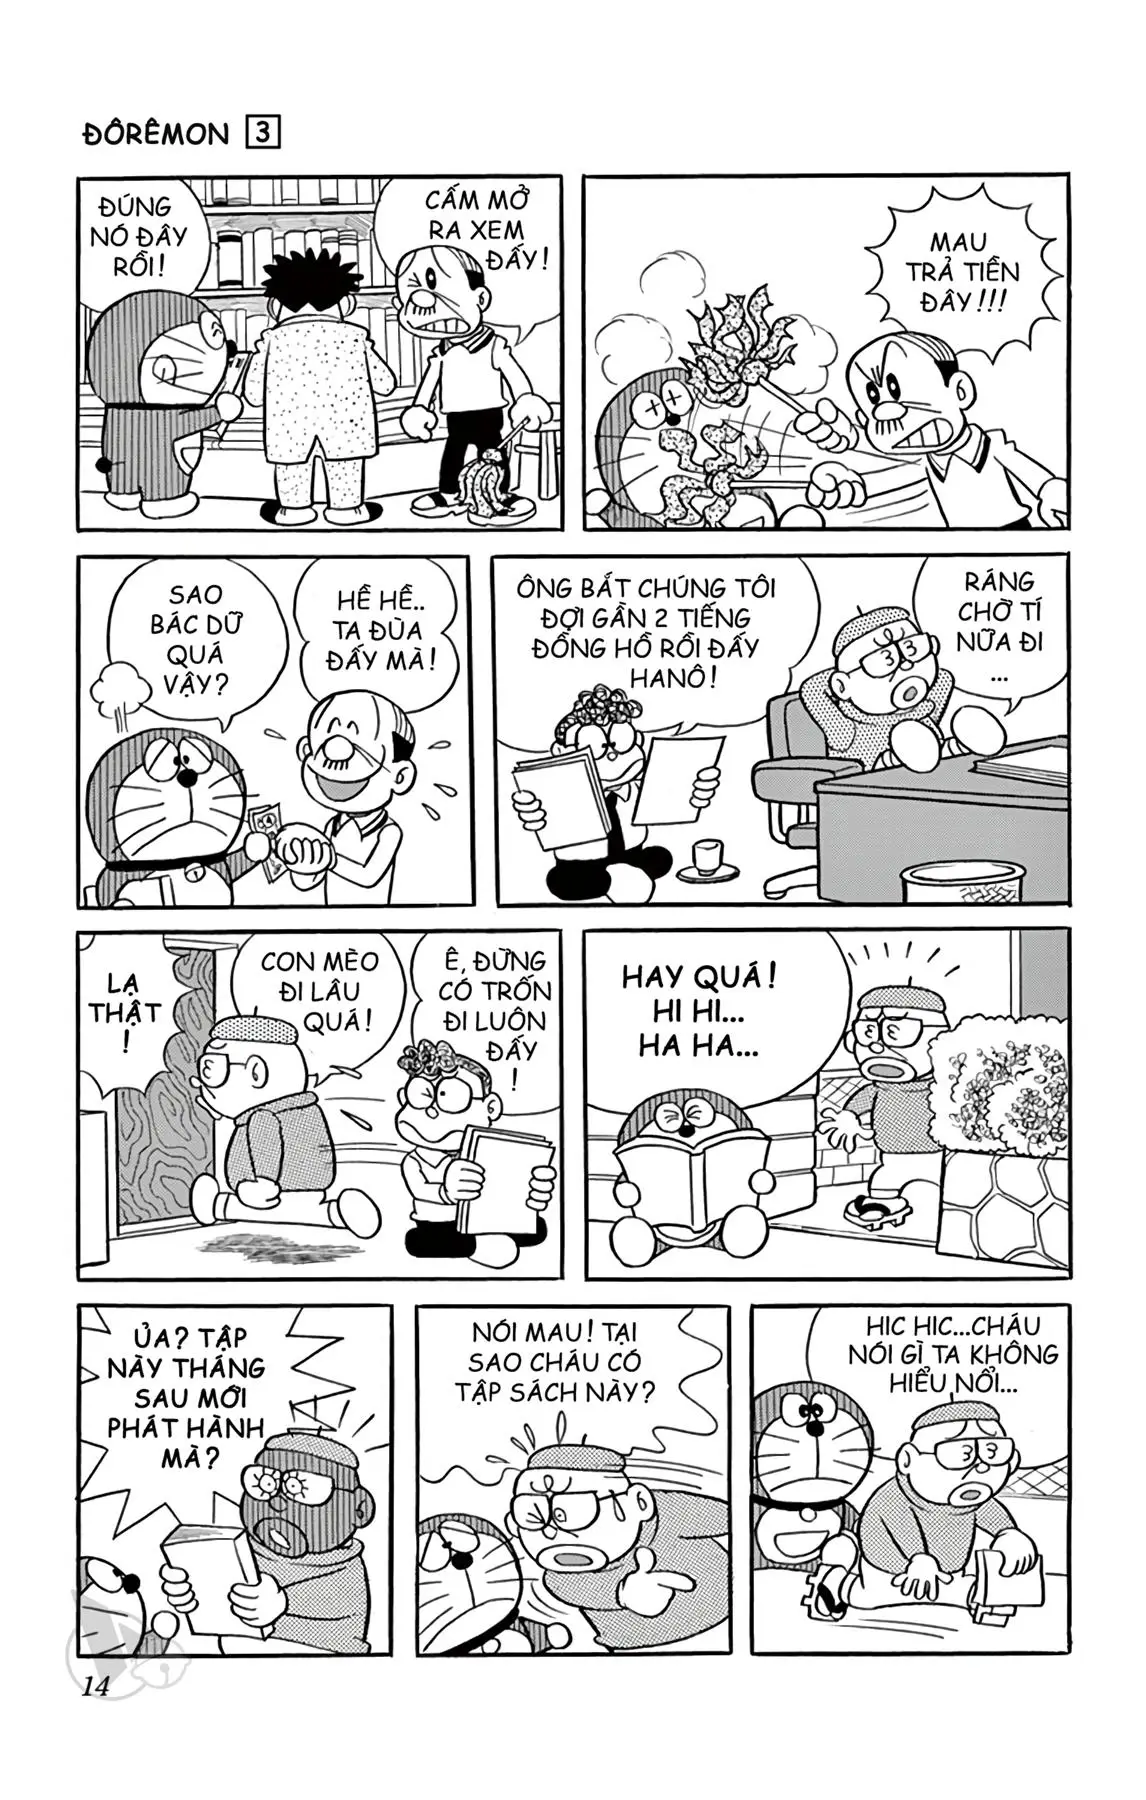 ĐÔRÊMON 3
ĐÚNG
NÓ ĐÂY
RỒI!
CẤM MỞ
RA XEM
ĐẤY!
MAU
TRẢ TIỀN
ĐÂY!!!
SAO
BÁC DỮ
QUÁ
VẬY?
HỀ HỀ..
TA ĐÙA
ĐẤY MÀ!
ÔNG BẮT CHÚNG TÔI
ĐỢI GẦN 2 TIẾNG
ĐỒNG HỒ RỒI ĐẤY
HANÔ!
RÁNG
CHỜ TÍ
NỮA ĐI
...
LẠ
THẬT
!
CON MÈO
ĐI LÂU
QUÁ!
Ê, ĐỪNG
CÓ TRỐN
ĐI LUÔN
ĐẤY
!
HAY QUÁ!
HI HI...
HA HA...
ỦA? TẬP
NÀY THÁNG
SAU MỚI
PHÁT HÀNH
MÀ?
NÓI MAU! TẠI
SAO CHÁU CÓ
TẬP SÁCH NÀY?
HIC HIC...CHÁU
NÓI GÌ TA KHÔNG
HIỂU NỔI...
14